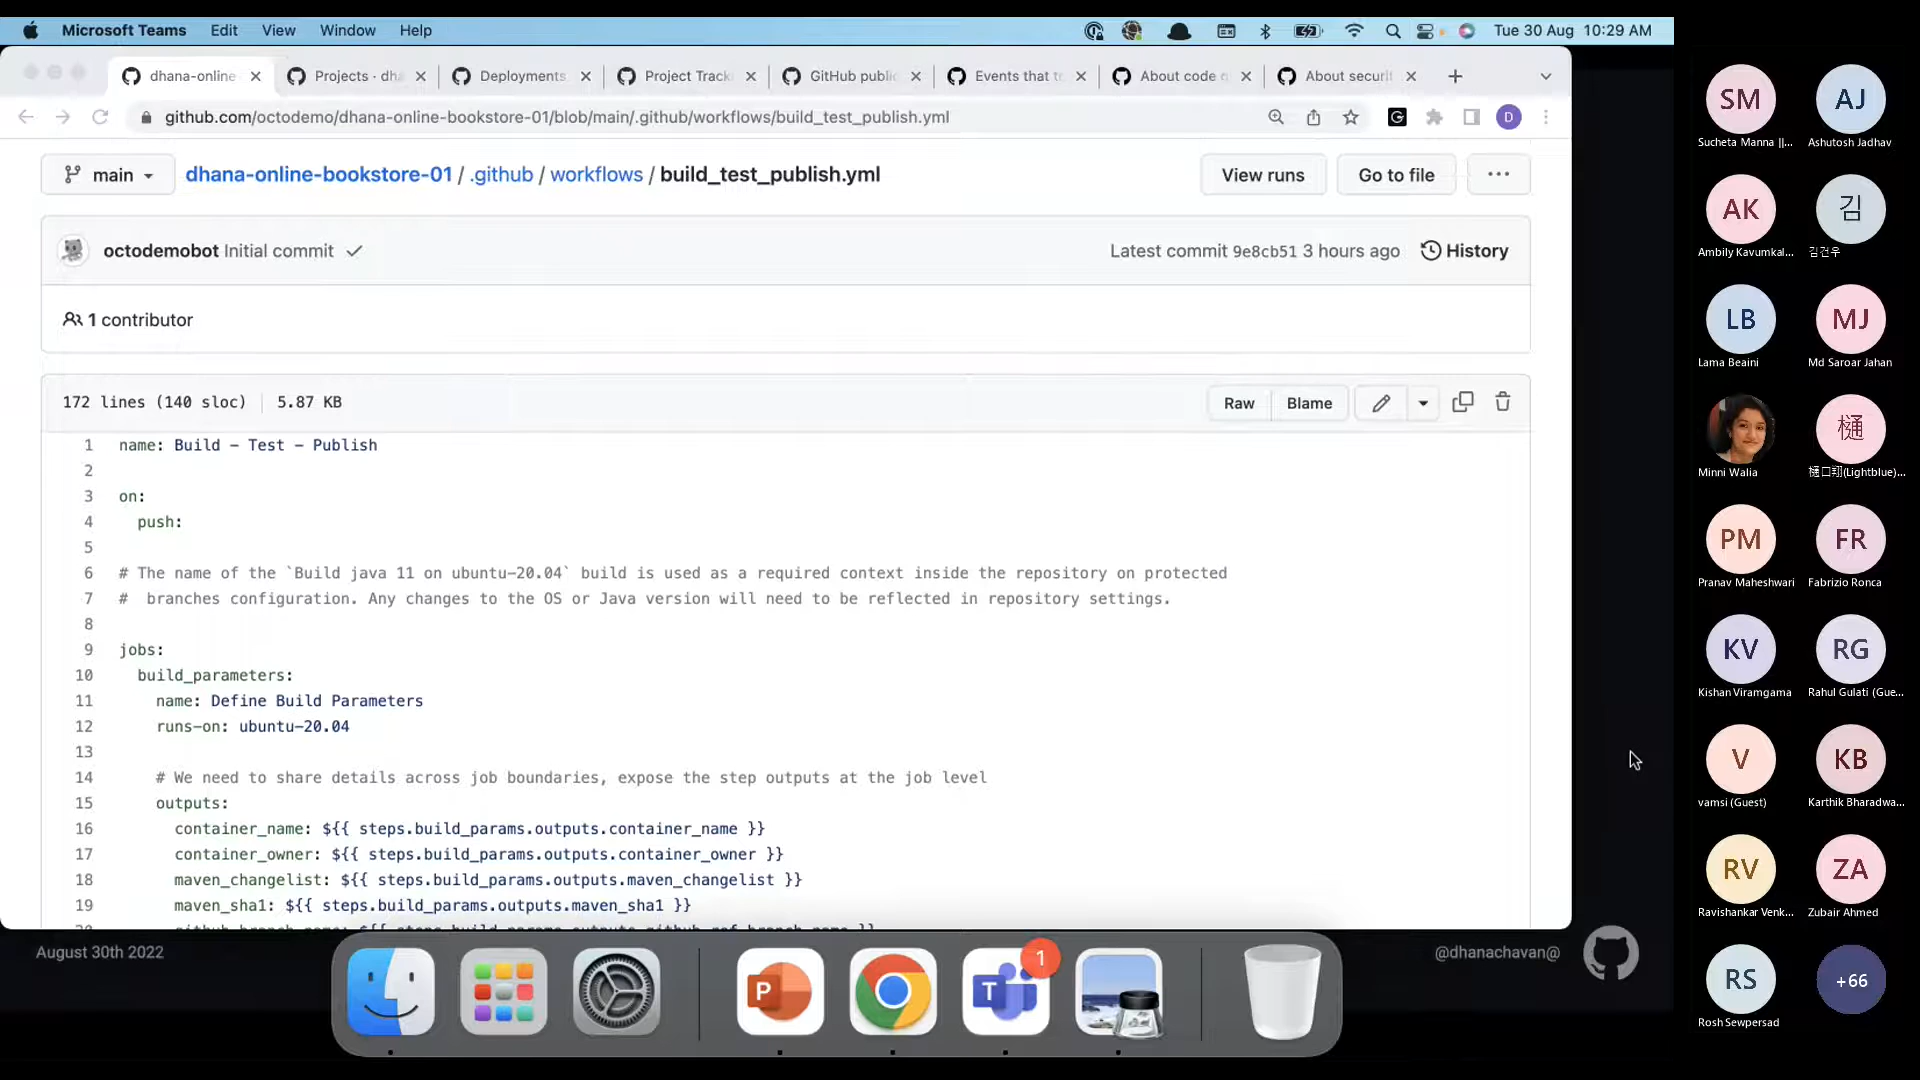 Microsoft Teams Edit View Window Help
Tue 30 Aug 10:29 AM
dhana-online
Projects · dha
Deployments
Project Track
GitHub public
Events that t
About code
About securit
github.com/octodemo/dhana-online-bookstore-01/blob/main/.github/workflows/build_test_publish.yml
D
main
dhana-online-bookstore-01 / .github / workflows / build_test_publish.yml
View runs
Go to file
octodemobot Initial commit
Latest commit 9e8cb51 3 hours ago
History
1 contributor
172 lines (140 sloc) 5.87 KB
Raw
Blame
1 name: Build - Test - Publish
2
3 on:
4 push:
5
6 # The name of the `Build java 11 on ubuntu-20.04` build is used as a required context inside the repository on protected
7 # branches configuration. Any changes to the OS or Java version will need to be reflected in repository settings.
8
9 jobs:
10 build_parameters:
11 name: Define Build Parameters
12 runs-on: ubuntu-20.04
13
14 # We need to share details across job boundaries, expose the step outputs at the job level
15 outputs:
16 container_name: ${{ steps.build_params.outputs.container_name }}
17 container_owner: ${{ steps.build_params.outputs.container_owner }}
18 maven_changelist: ${{ steps.build_params.outputs.maven_changelist }}
19 maven_sha1: ${{ steps.build_params.outputs.maven_sha1 }}
August 30th 2022
@dhanachavan@
P
T
1
SM
Sucheta Manna ||...
AJ
Ashutosh Jadhav
AK
Ambily Kavumkal...
김
김건우
LB
Lama Beaini
MJ
Md Saroar Jahan
Minni Walia
樋
樋口翔(Lightblue)...
PM
Pranav Maheshwari
FR
Fabrizio Ronca
KV
Kishan Viramgama
RG
Rahul Gulati (Gue...
V
vamsi (Guest)
KB
Karthik Bharadwa...
RV
Ravishankar Venk...
ZA
Zubair Ahmed
RS
Rosh Sewpersad
+66